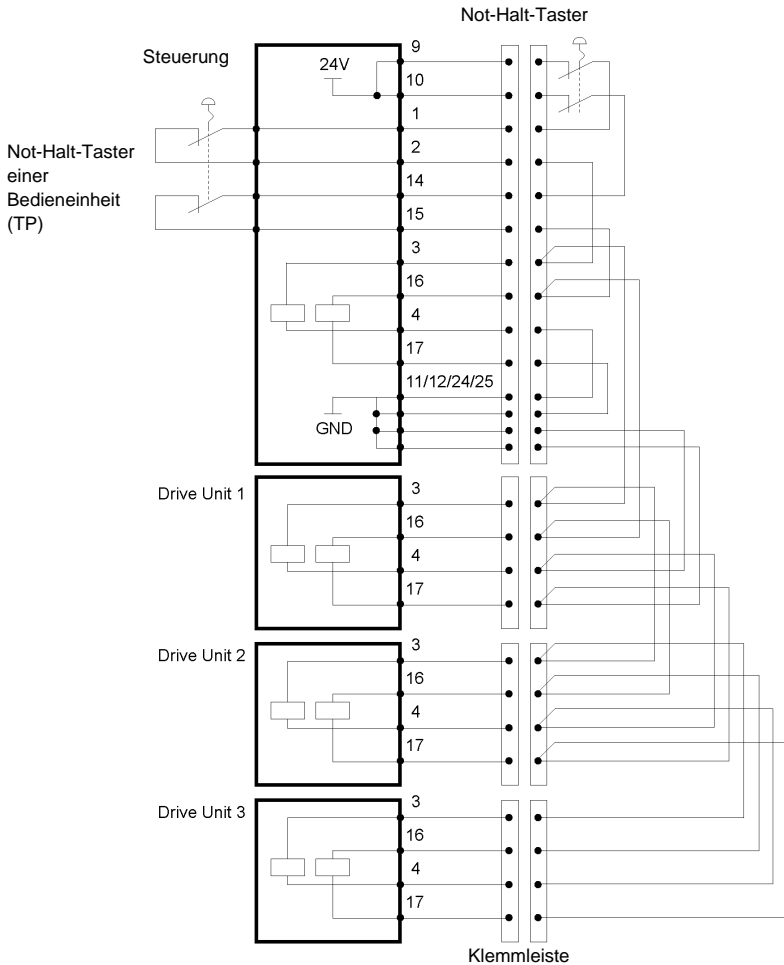 Not-Halt-Taster
Steuerung
24V
9
10
1
2
14
15
3
16
4
17
11/12/24/25
GND
Not-Halt-Taster
einer
Bedieneinheit
(TP)
Drive Unit 1
3
16
4
17
Drive Unit 2
3
16
4
17
Drive Unit 3
3
16
4
17
Klemmleiste